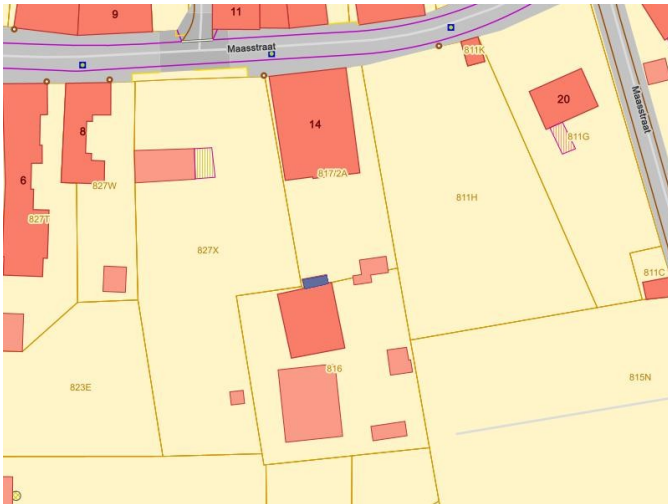 9
11
Maasstraat
811K
20
Maasstraat
8
14
811G
6
827W
817/2A
811H
827T
827X
811C
816
823E
815N